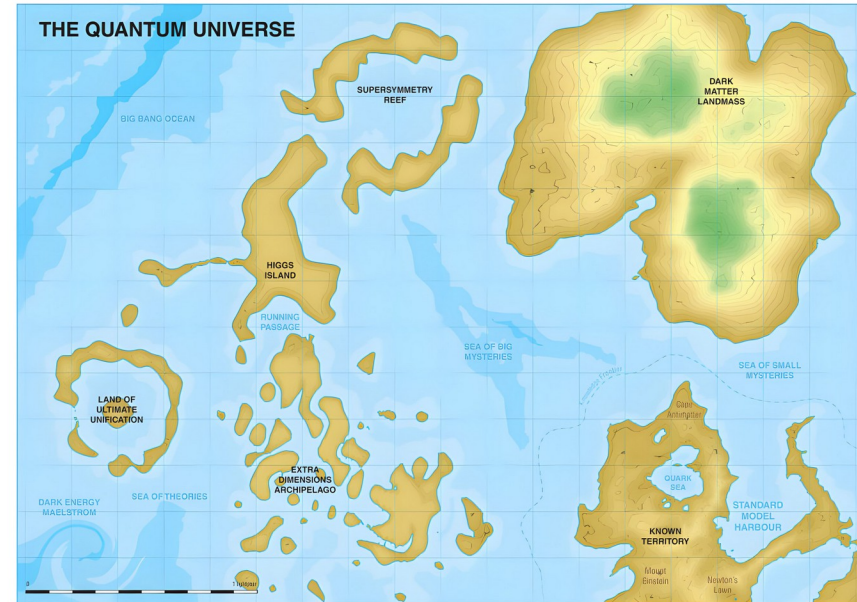 THE QUANTUM UNIVERSE
SUPERSYMMETRY
REEF
DARK
MATTER
LANDMASS
BIG BANG OCEAN
HIGGS
ISLAND
RUNNING
PASSAGE
SEA OF BIG
MYSTERIES
SEA OF SMALL
MYSTERIES
LAND OF
ULTIMATE
UNIFICATION
Cape
Antimatter
EXTRA
DIMENSIONS
ARCHIPELAGO
QUARK
SEA
DARK ENERGY
MAELSTROM
SEA OF THEORIES
STANDARD
MODEL
HARBOUR
KNOWN
TERRITORY
Mount
Einstein
Newton's
Lawn
0